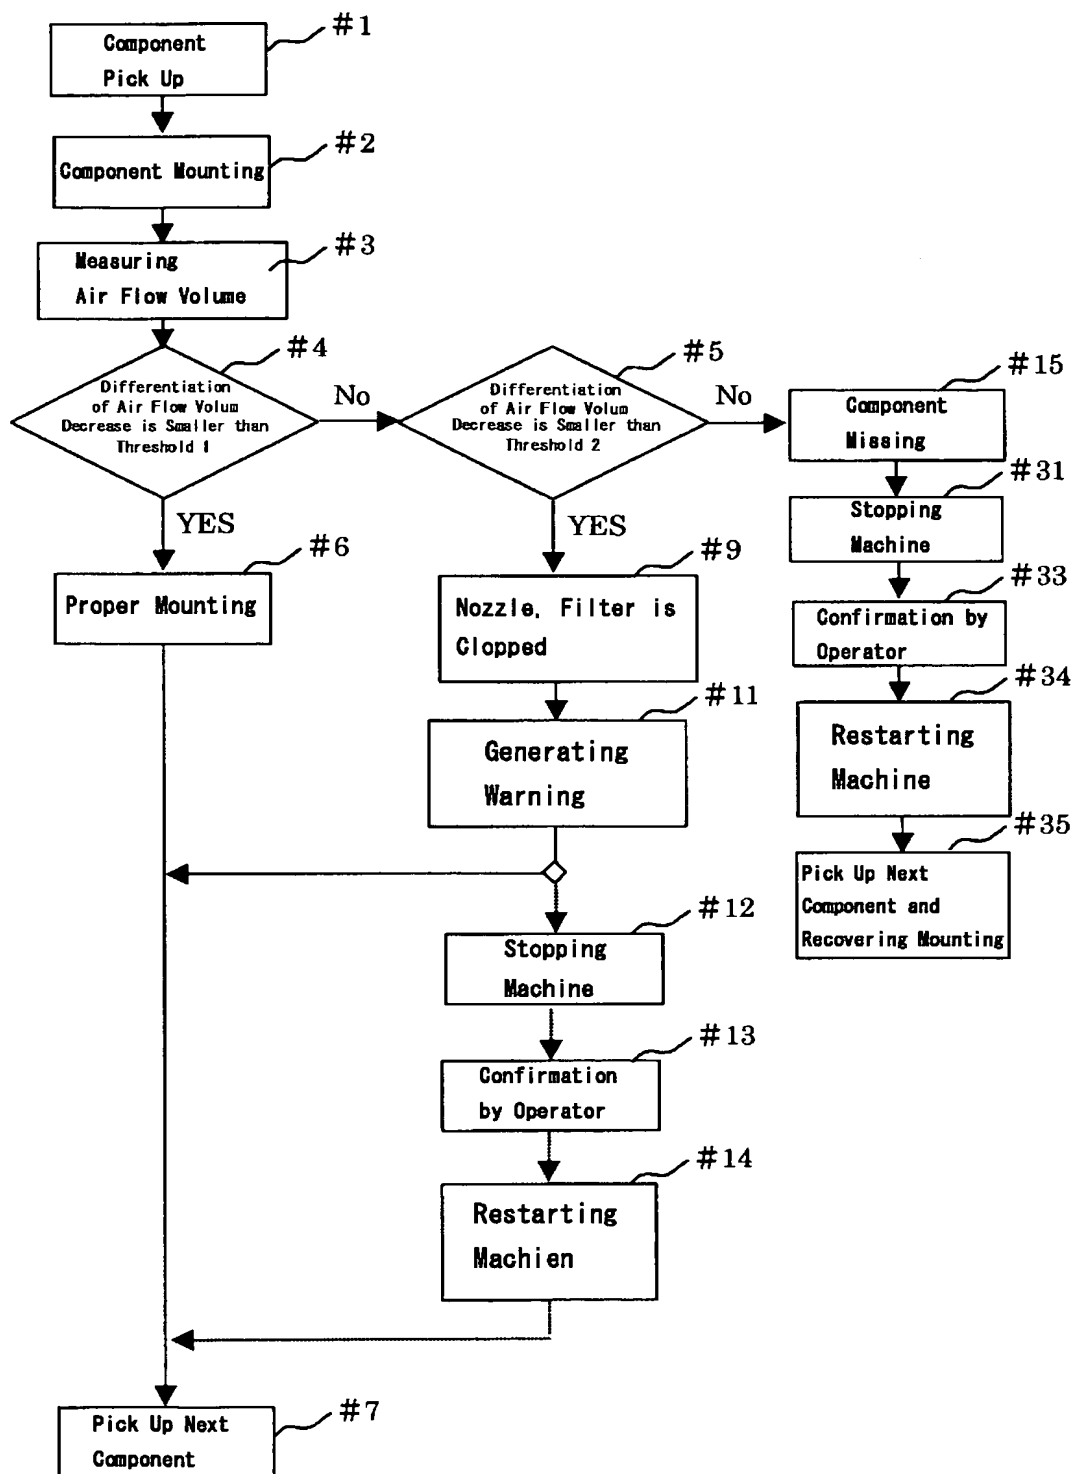 #1
Component
Pick Up
#2
Component Mounting
#3
Measuring
Air Flow Volume
#4
Differentiation
of Air Flow Volum
Decrease is Smaller than
Threshold 1
No
#5
Differentiation
of Air Flow Volum
Decrease is Smaller than
Threshold 2
No
#15
Component
Missing
#31
Stopping
Machine
#33
Confirmation by
Operator
#34
Restarting
Machine
#35
Pick Up Next
Component and
Recovering Mounting
YES
#6
Proper Mounting
YES
#9
Nozzle, Filter is
Clopped
#11
Generating
Warning
#12
Stopping
Machine
#13
Confirmation
by Operator
#14
Restarting
Machien
#7
Pick Up Next
Component